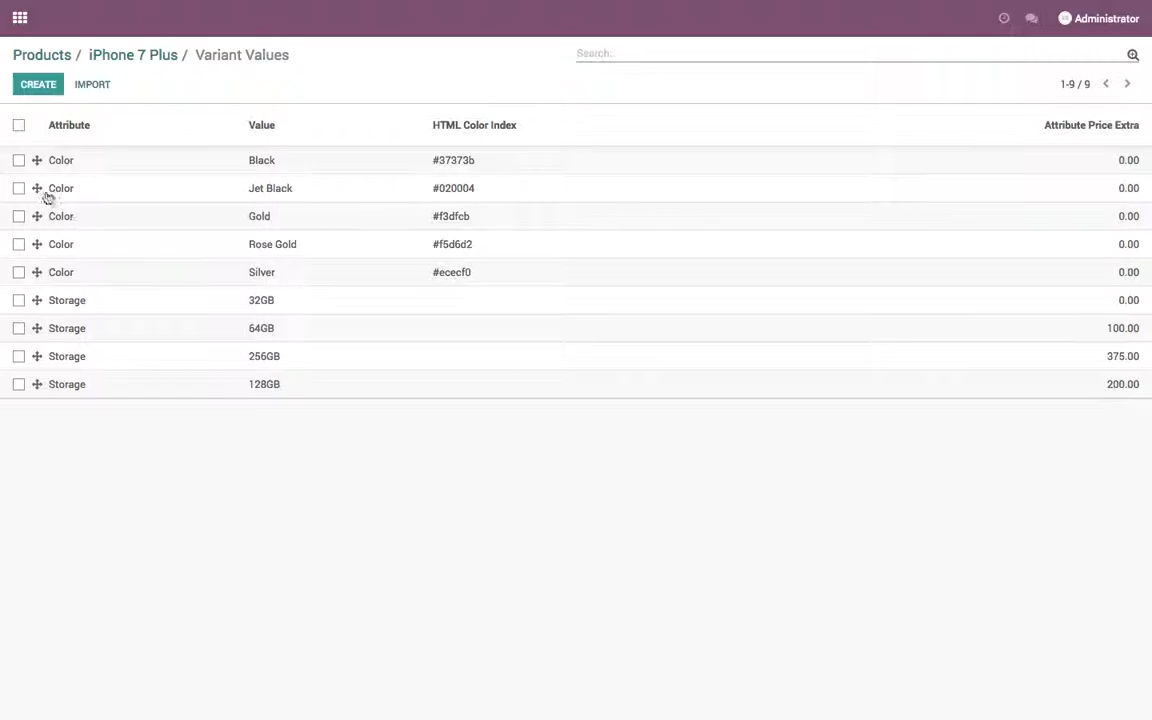 Administrator
Products / iPhone 7 Plus / Variant Values
Search...
CREATE IMPORT
1-9 / 9
Attribute Value HTML Color Index Attribute Price Extra
Color Black #37373b 0.00
Color Jet Black #020004 0.00
Color Gold #f3dfcb 0.00
Color Rose Gold #f5d6d2 0.00
Color Silver #ececf0 0.00
Storage 32GB 0.00
Storage 64GB 100.00
Storage 256GB 375.00
Storage 128GB 200.00